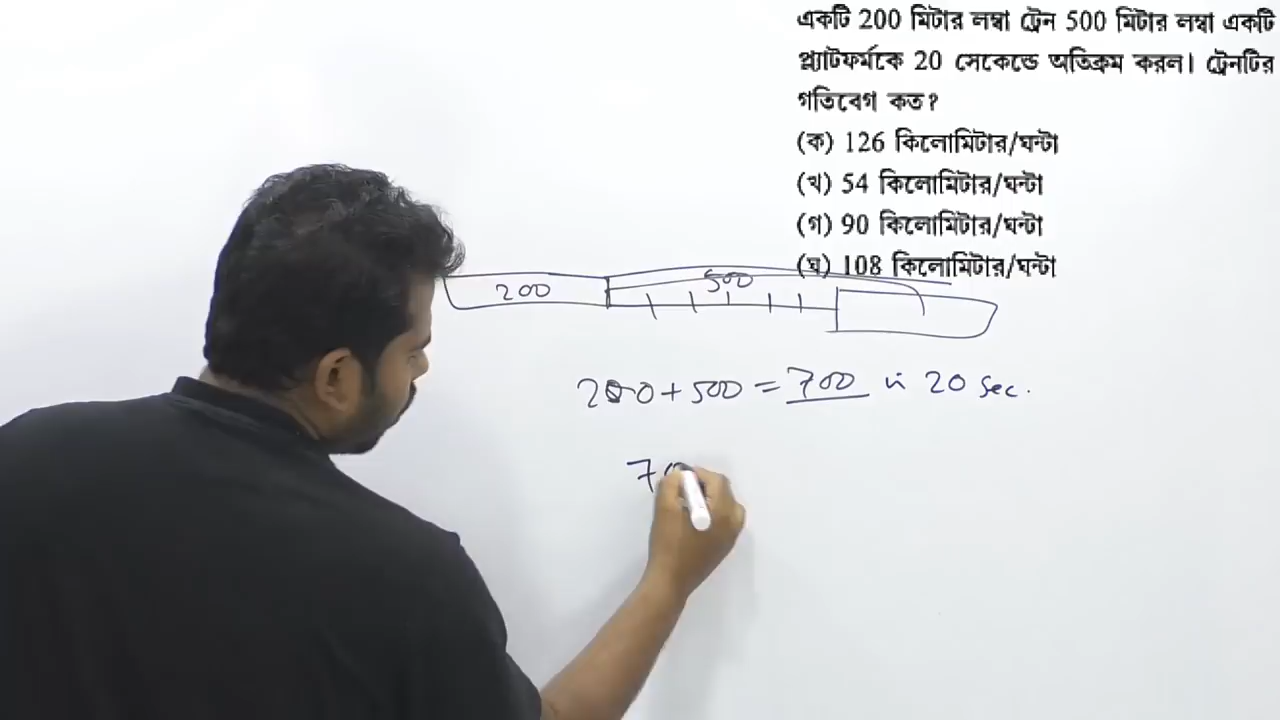 একটি 200 মিটার লম্বা ট্রেন 500 মিটার লম্বা একটি
প্ল্যাটফর্মকে 20 সেকেন্ডে অতিক্রম করল। ট্রেনটির
গতিবেগ কত?
(ক) 126 কিলোমিটার/ঘন্টা
(খ) 54 কিলোমিটার/ঘন্টা
(গ) 90 কিলোমিটার/ঘন্টা
(ঘ) 108 কিলোমিটার/ঘন্টা
200 500
200+500 = 700 in 20 sec.
70